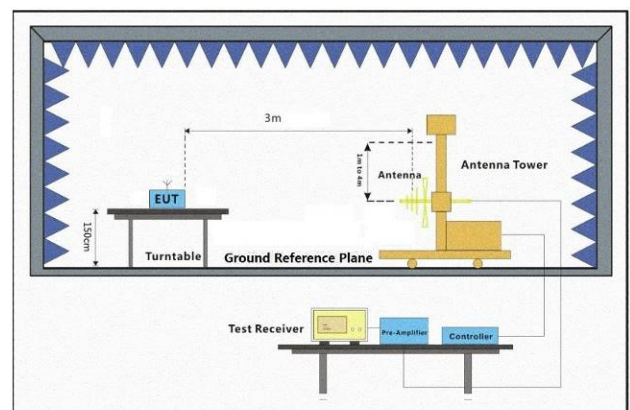 3m
1m to 4m
Antenna
Antenna Tower
EUT
150cm
Turntable
Ground Reference Plane
Test Receiver
Pre-Amplifier
Controller